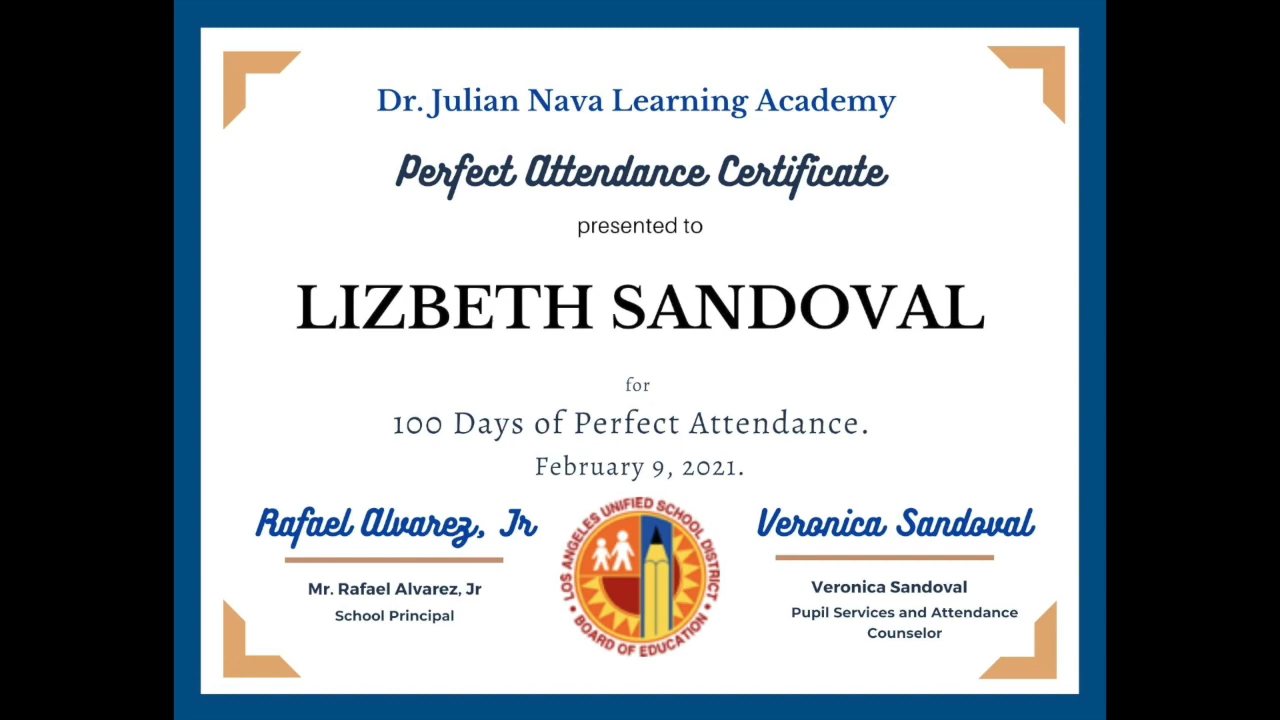 Dr. Julian Nava Learning Academy
Perfect Attendance Certificate
presented to
LIZBETH SANDOVAL
for
100 Days of Perfect Attendance.
February 9, 2021.
Rafael Alvarez, Jr
Mr. Rafael Alvarez, Jr
School Principal
LOS ANGELES UNIFIED SCHOOL DISTRICT
BOARD OF EDUCATION
Veronica Sandoval
Veronica Sandoval
Pupil Services and Attendance
Counselor